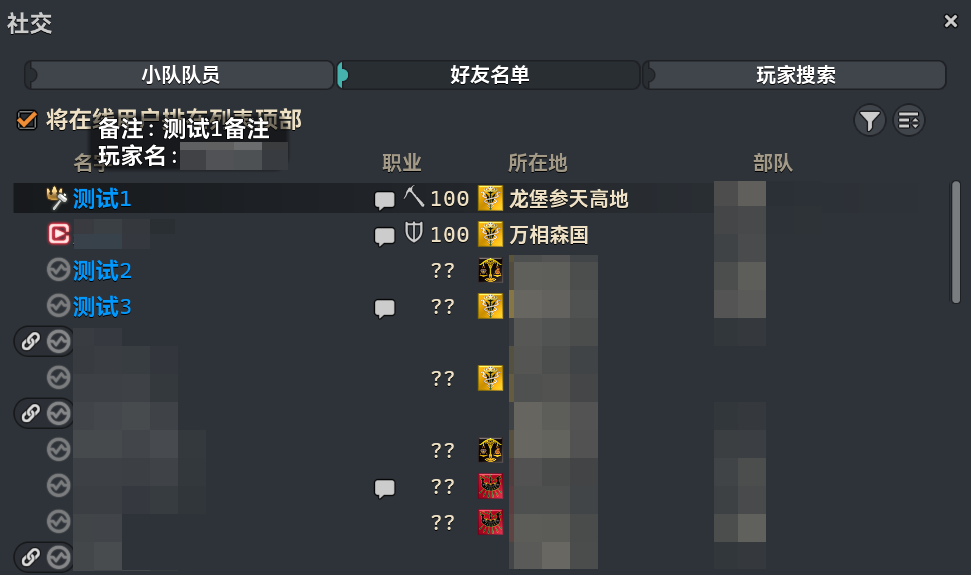 社交
小队队员
好友名单
玩家搜索
将在线用户排在列表顶部
备注：测试1备注
玩家名：
名字
职业
所在地
部队
测试1
100
龙堡参天高地
100
万相森国
测试2
??
测试3
??
??
??
??
??